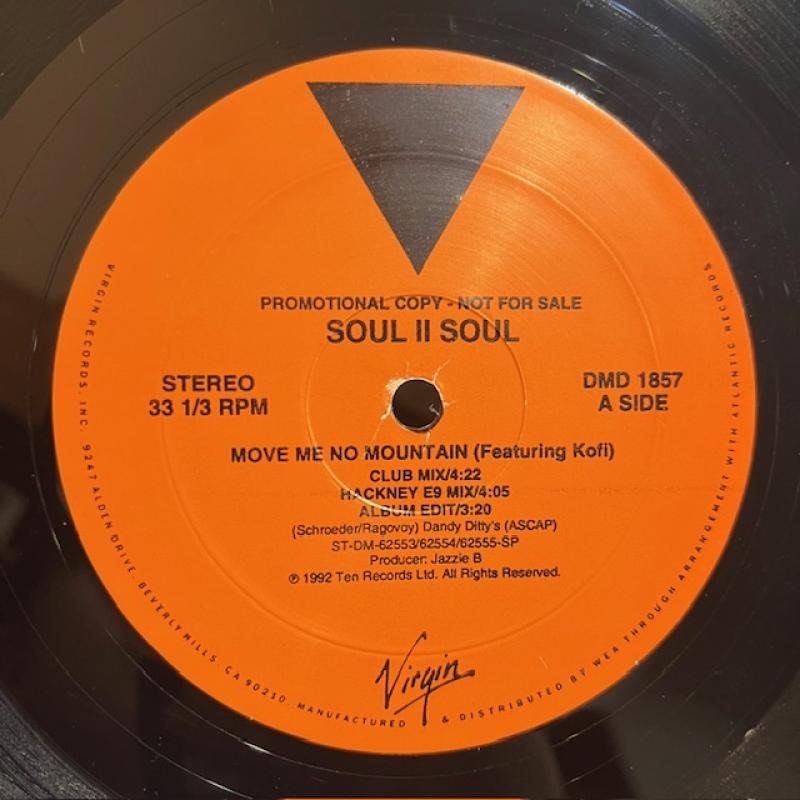 PROMOTIONAL COPY - NOT FOR SALE
SOUL II SOUL
STEREO
33 1/3 RPM
DMD 1857
A SIDE
MOVE ME NO MOUNTAIN (Featuring Kofi)
CLUB MIX/4:22
HACKNEY E9 MIX/4:05
ALBUM EDIT/3:20
(Schroeder/Ragovoy) Dandy Ditty's (ASCAP)
ST-DM-62553/62554/62555-SP
Producer: Jazzie B
℗ 1992 Ten Records Ltd. All Rights Reserved.
Virgin
VIRGIN RECORDS, INC. 9247 ALDEN DRIVE, BEVERLY HILLS, CA 90210. MANUFACTURED & DISTRIBUTED BY WEA THROUGH ARRANGEMENT WITH ATLANTIC RECORDS